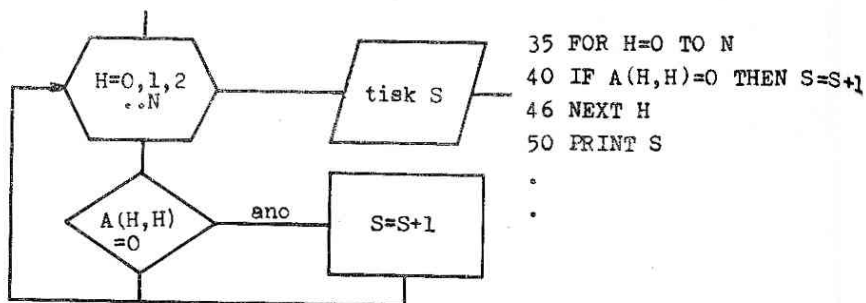 H=0,1,2
..N
tisk S
A(H,H)
=0
ano
S=S+1
35 FOR H=0 TO N
40 IF A(H,H)=0 THEN S=S+1
46 NEXT H
50 PRINT S
.
.